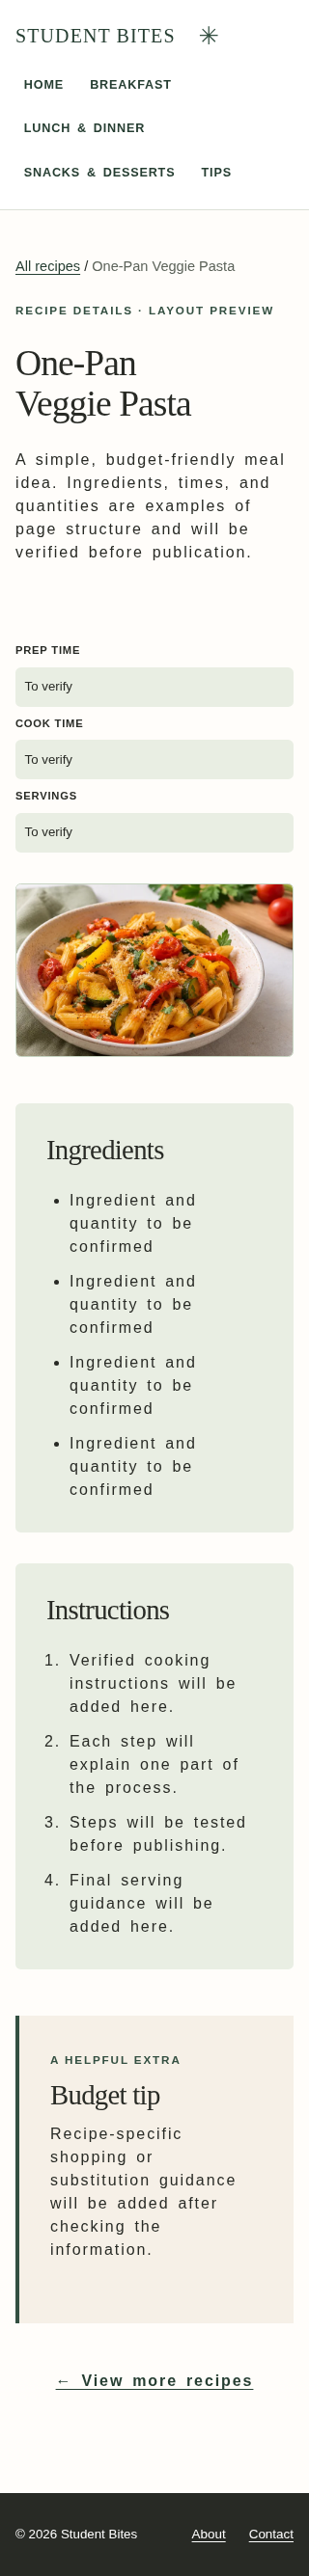 STUDENT BITES ✳
HOME BREAKFAST
LUNCH & DINNER
SNACKS & DESSERTS TIPS
All recipes / One-Pan Veggie Pasta
RECIPE DETAILS · LAYOUT PREVIEW
One-Pan
Veggie Pasta
A simple, budget-friendly meal
idea. Ingredients, times, and
quantities are examples of
page structure and will be
verified before publication.
PREP TIME
To verify
COOK TIME
To verify
SERVINGS
To verify
Ingredients
• Ingredient and
quantity to be
confirmed
• Ingredient and
quantity to be
confirmed
• Ingredient and
quantity to be
confirmed
• Ingredient and
quantity to be
confirmed
Instructions
1. Verified cooking
instructions will be
added here.
2. Each step will
explain one part of
the process.
3. Steps will be tested
before publishing.
4. Final serving
guidance will be
added here.
A HELPFUL EXTRA
Budget tip
Recipe-specific
shopping or
substitution guidance
will be added after
checking the
information.
← View more recipes
© 2026 Student Bites About Contact